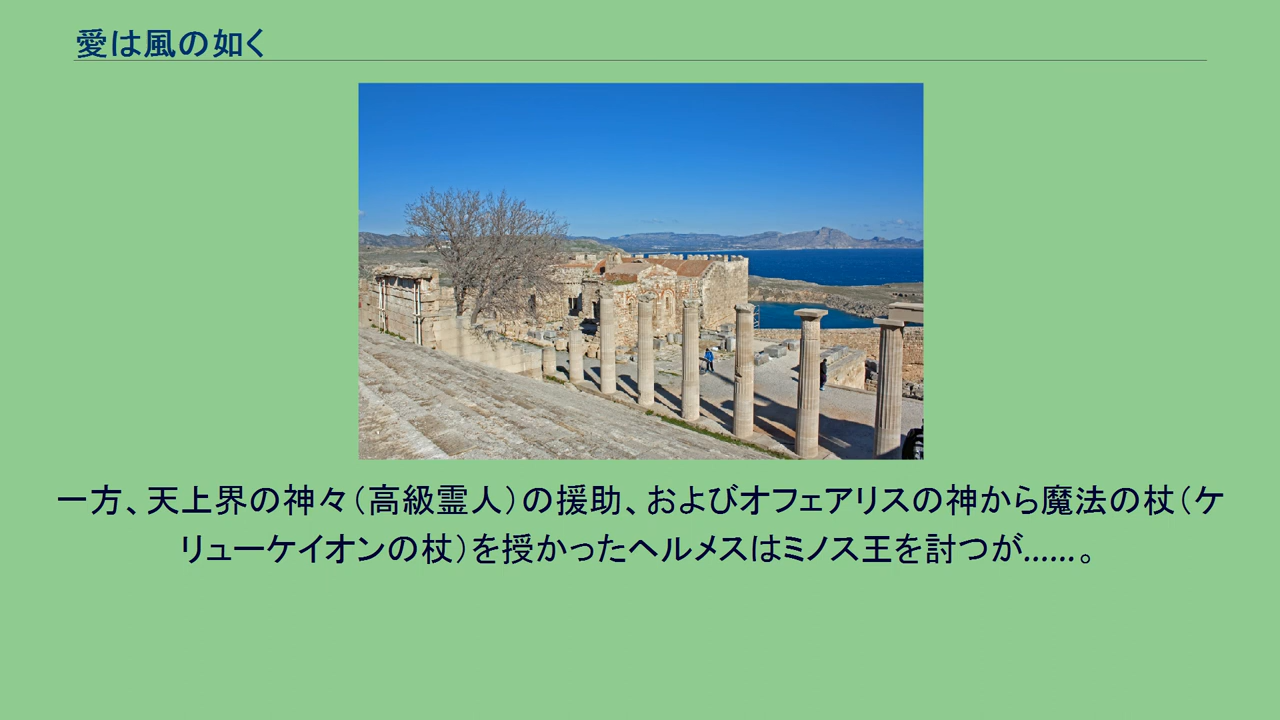 愛は風の如く
一方、天上界の神々（高級霊人）の援助、およびオフェアリスの神から魔法の杖（ケ
リューケイオンの杖）を授かったヘルメスはミノス王を討つが……。